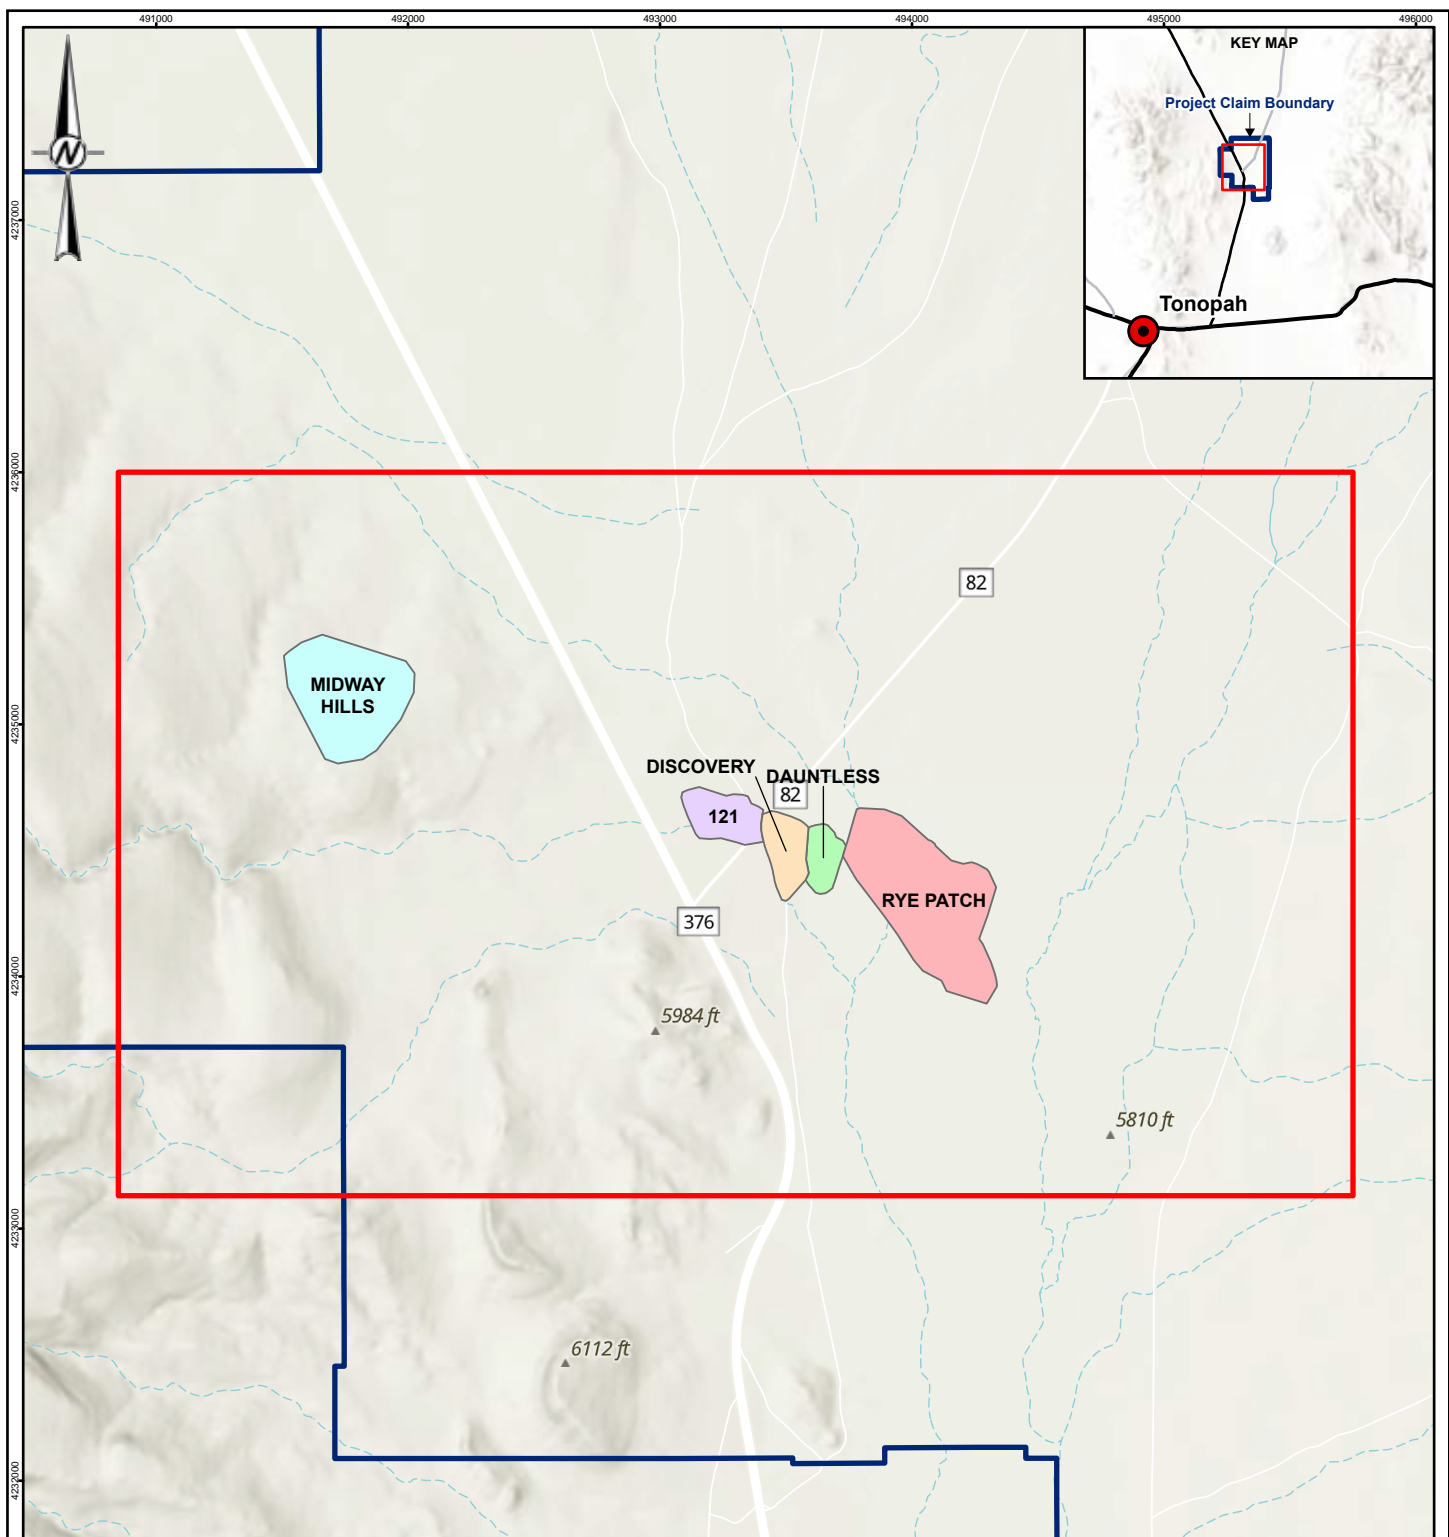 491000
492000
493000
494000
495000
496000
KEY MAP
Project Claim Boundary
Tonopah
N
4237000
4236000
4235000
4234000
4233000
4232000
82
MIDWAY
HILLS
DISCOVERY
DAUNTLESS
82
121
RYE PATCH
376
5984 ft
5810 ft
6112 ft